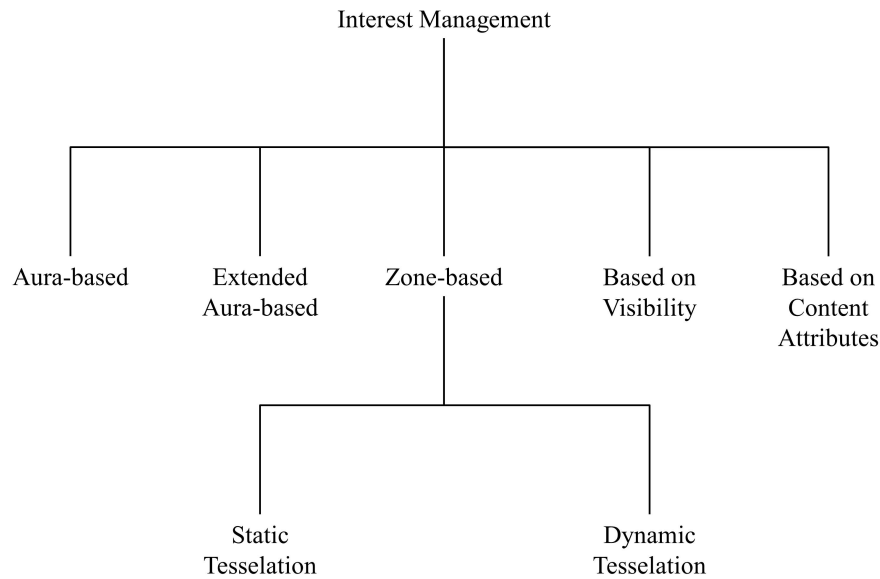 Interest Management
Aura-based
Extended
Aura-based
Zone-based
Based on
Visibility
Based on
Content
Attributes
Static
Tesselation
Dynamic
Tesselation